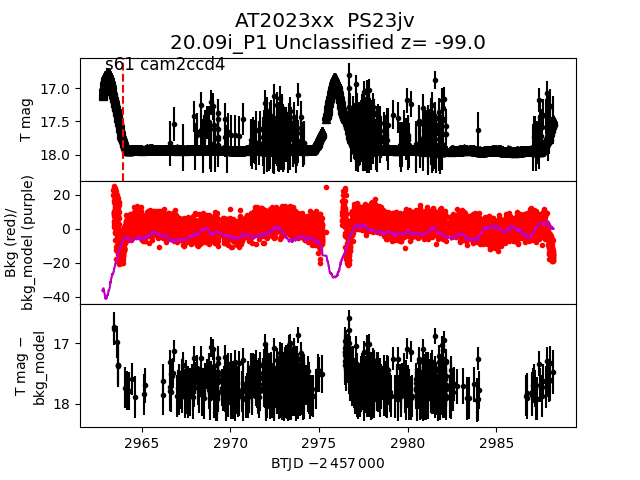 AT2023xx  PS23jv
20.09i_P1 Unclassified z= -99.0
s61 cam2ccd4
17.0
17.5
18.0
T mag
20
0
−20
−40
Bkg (red)/
bkg_model (purple)
17
18
T mag −
bkg_model
2965 2970 2975 2980 2985
BTJD −2 457 000